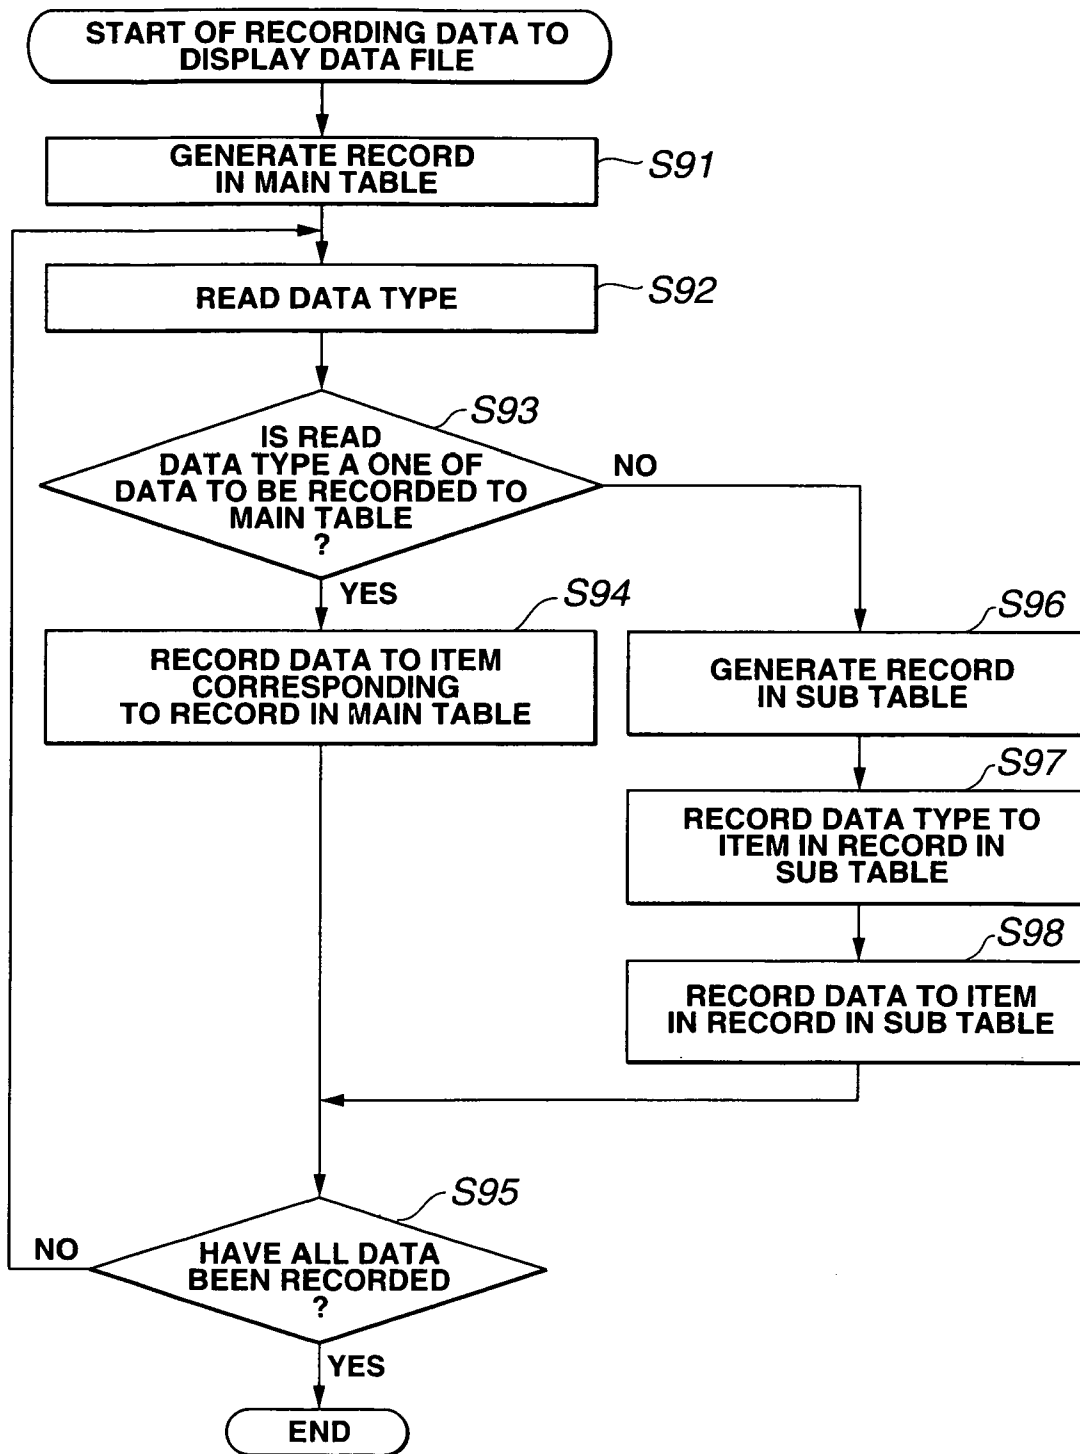 START OF RECORDING DATA TO
DISPLAY DATA FILE
GENERATE RECORD
IN MAIN TABLE
S91
READ DATA TYPE
S92
S93
IS READ
DATA TYPE A ONE OF
DATA TO BE RECORDED TO
MAIN TABLE
?
NO
YES
S94
RECORD DATA TO ITEM
CORRESPONDING
TO RECORD IN MAIN TABLE
S96
GENERATE RECORD
IN SUB TABLE
S97
RECORD DATA TYPE TO
ITEM IN RECORD IN
SUB TABLE
S98
RECORD DATA TO ITEM
IN RECORD IN SUB TABLE
S95
HAVE ALL DATA
BEEN RECORDED
?
NO
YES
END